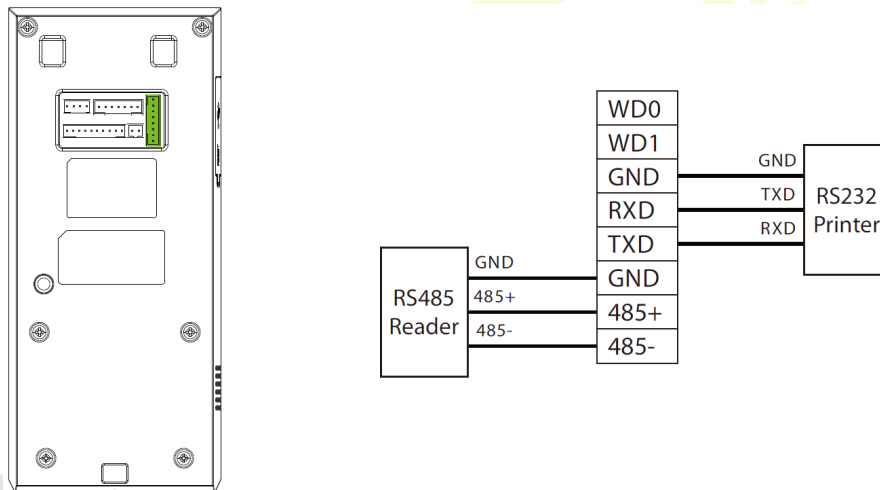 WD0
WD1
GND
RXD
TXD
GND
485+
485-
GND
TXD
RXD
RS232
Printer
GND
485+
485-
RS485
Reader